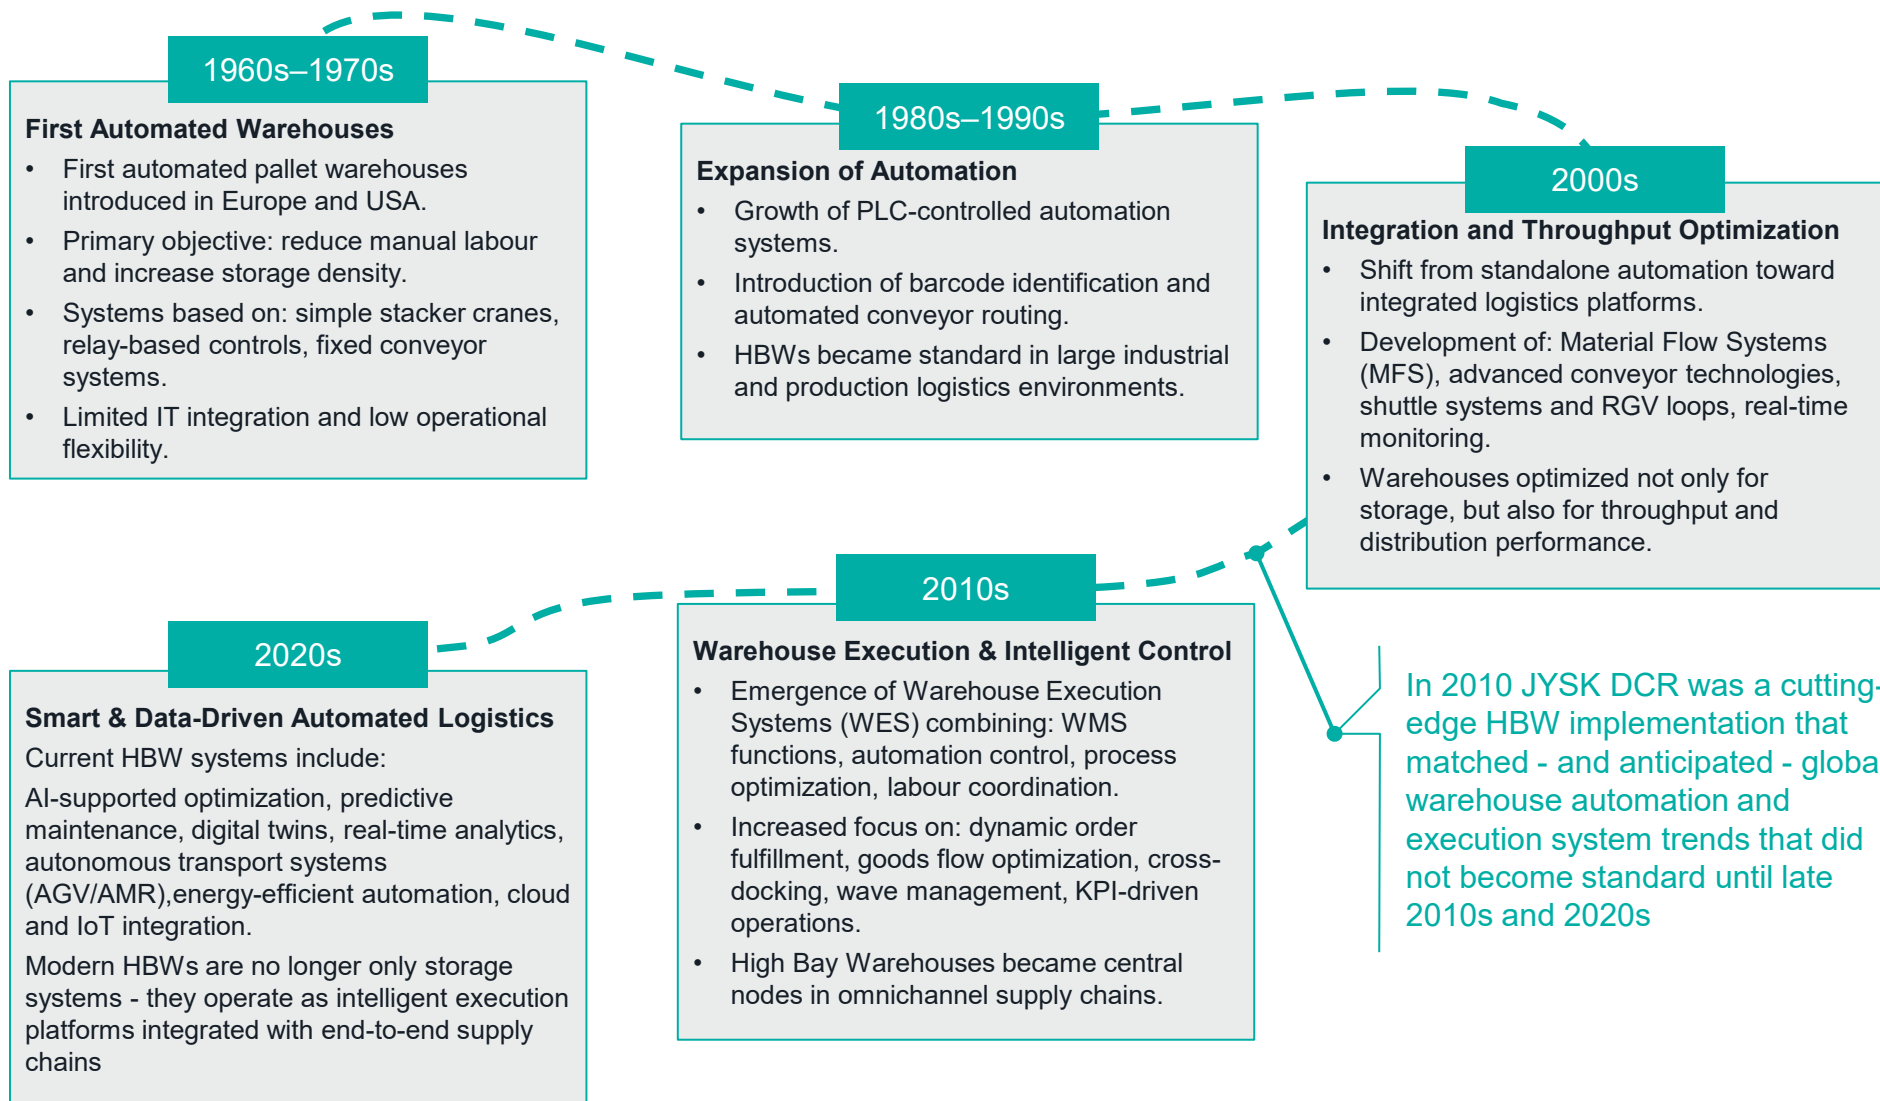 1960s–1970s
First Automated Warehouses
• First automated pallet warehouses
introduced in Europe and USA.
• Primary objective: reduce manual labour
and increase storage density.
• Systems based on: simple stacker cranes,
relay-based controls, fixed conveyor
systems.
• Limited IT integration and low operational
flexibility.
1980s–1990s
Expansion of Automation
• Growth of PLC-controlled automation
systems.
• Introduction of barcode identification and
automated conveyor routing.
• HBWs became standard in large industrial
and production logistics environments.
2000s
Integration and Throughput Optimization
• Shift from standalone automation toward
integrated logistics platforms.
• Development of: Material Flow Systems
(MFS), advanced conveyor technologies,
shuttle systems and RGV loops, real-time
monitoring.
• Warehouses optimized not only for
storage, but also for throughput and
distribution performance.
In 2010 JYSK DCR was a cutting-
edge HBW implementation that
matched - and anticipated - globa
warehouse automation and
execution system trends that did
not become standard until late
2010s and 2020s
2010s
Warehouse Execution & Intelligent Control
• Emergence of Warehouse Execution
Systems (WES) combining: WMS
functions, automation control, process
optimization, labour coordination.
• Increased focus on: dynamic order
fulfillment, goods flow optimization, cross-
docking, wave management, KPI-driven
operations.
• High Bay Warehouses became central
nodes in omnichannel supply chains.
2020s
Smart & Data-Driven Automated Logistics
Current HBW systems include:
AI-supported optimization, predictive
maintenance, digital twins, real-time analytics,
autonomous transport systems
(AGV/AMR),energy-efficient automation, cloud
and IoT integration.
Modern HBWs are no longer only storage
systems - they operate as intelligent execution
platforms integrated with end-to-end supply
chains